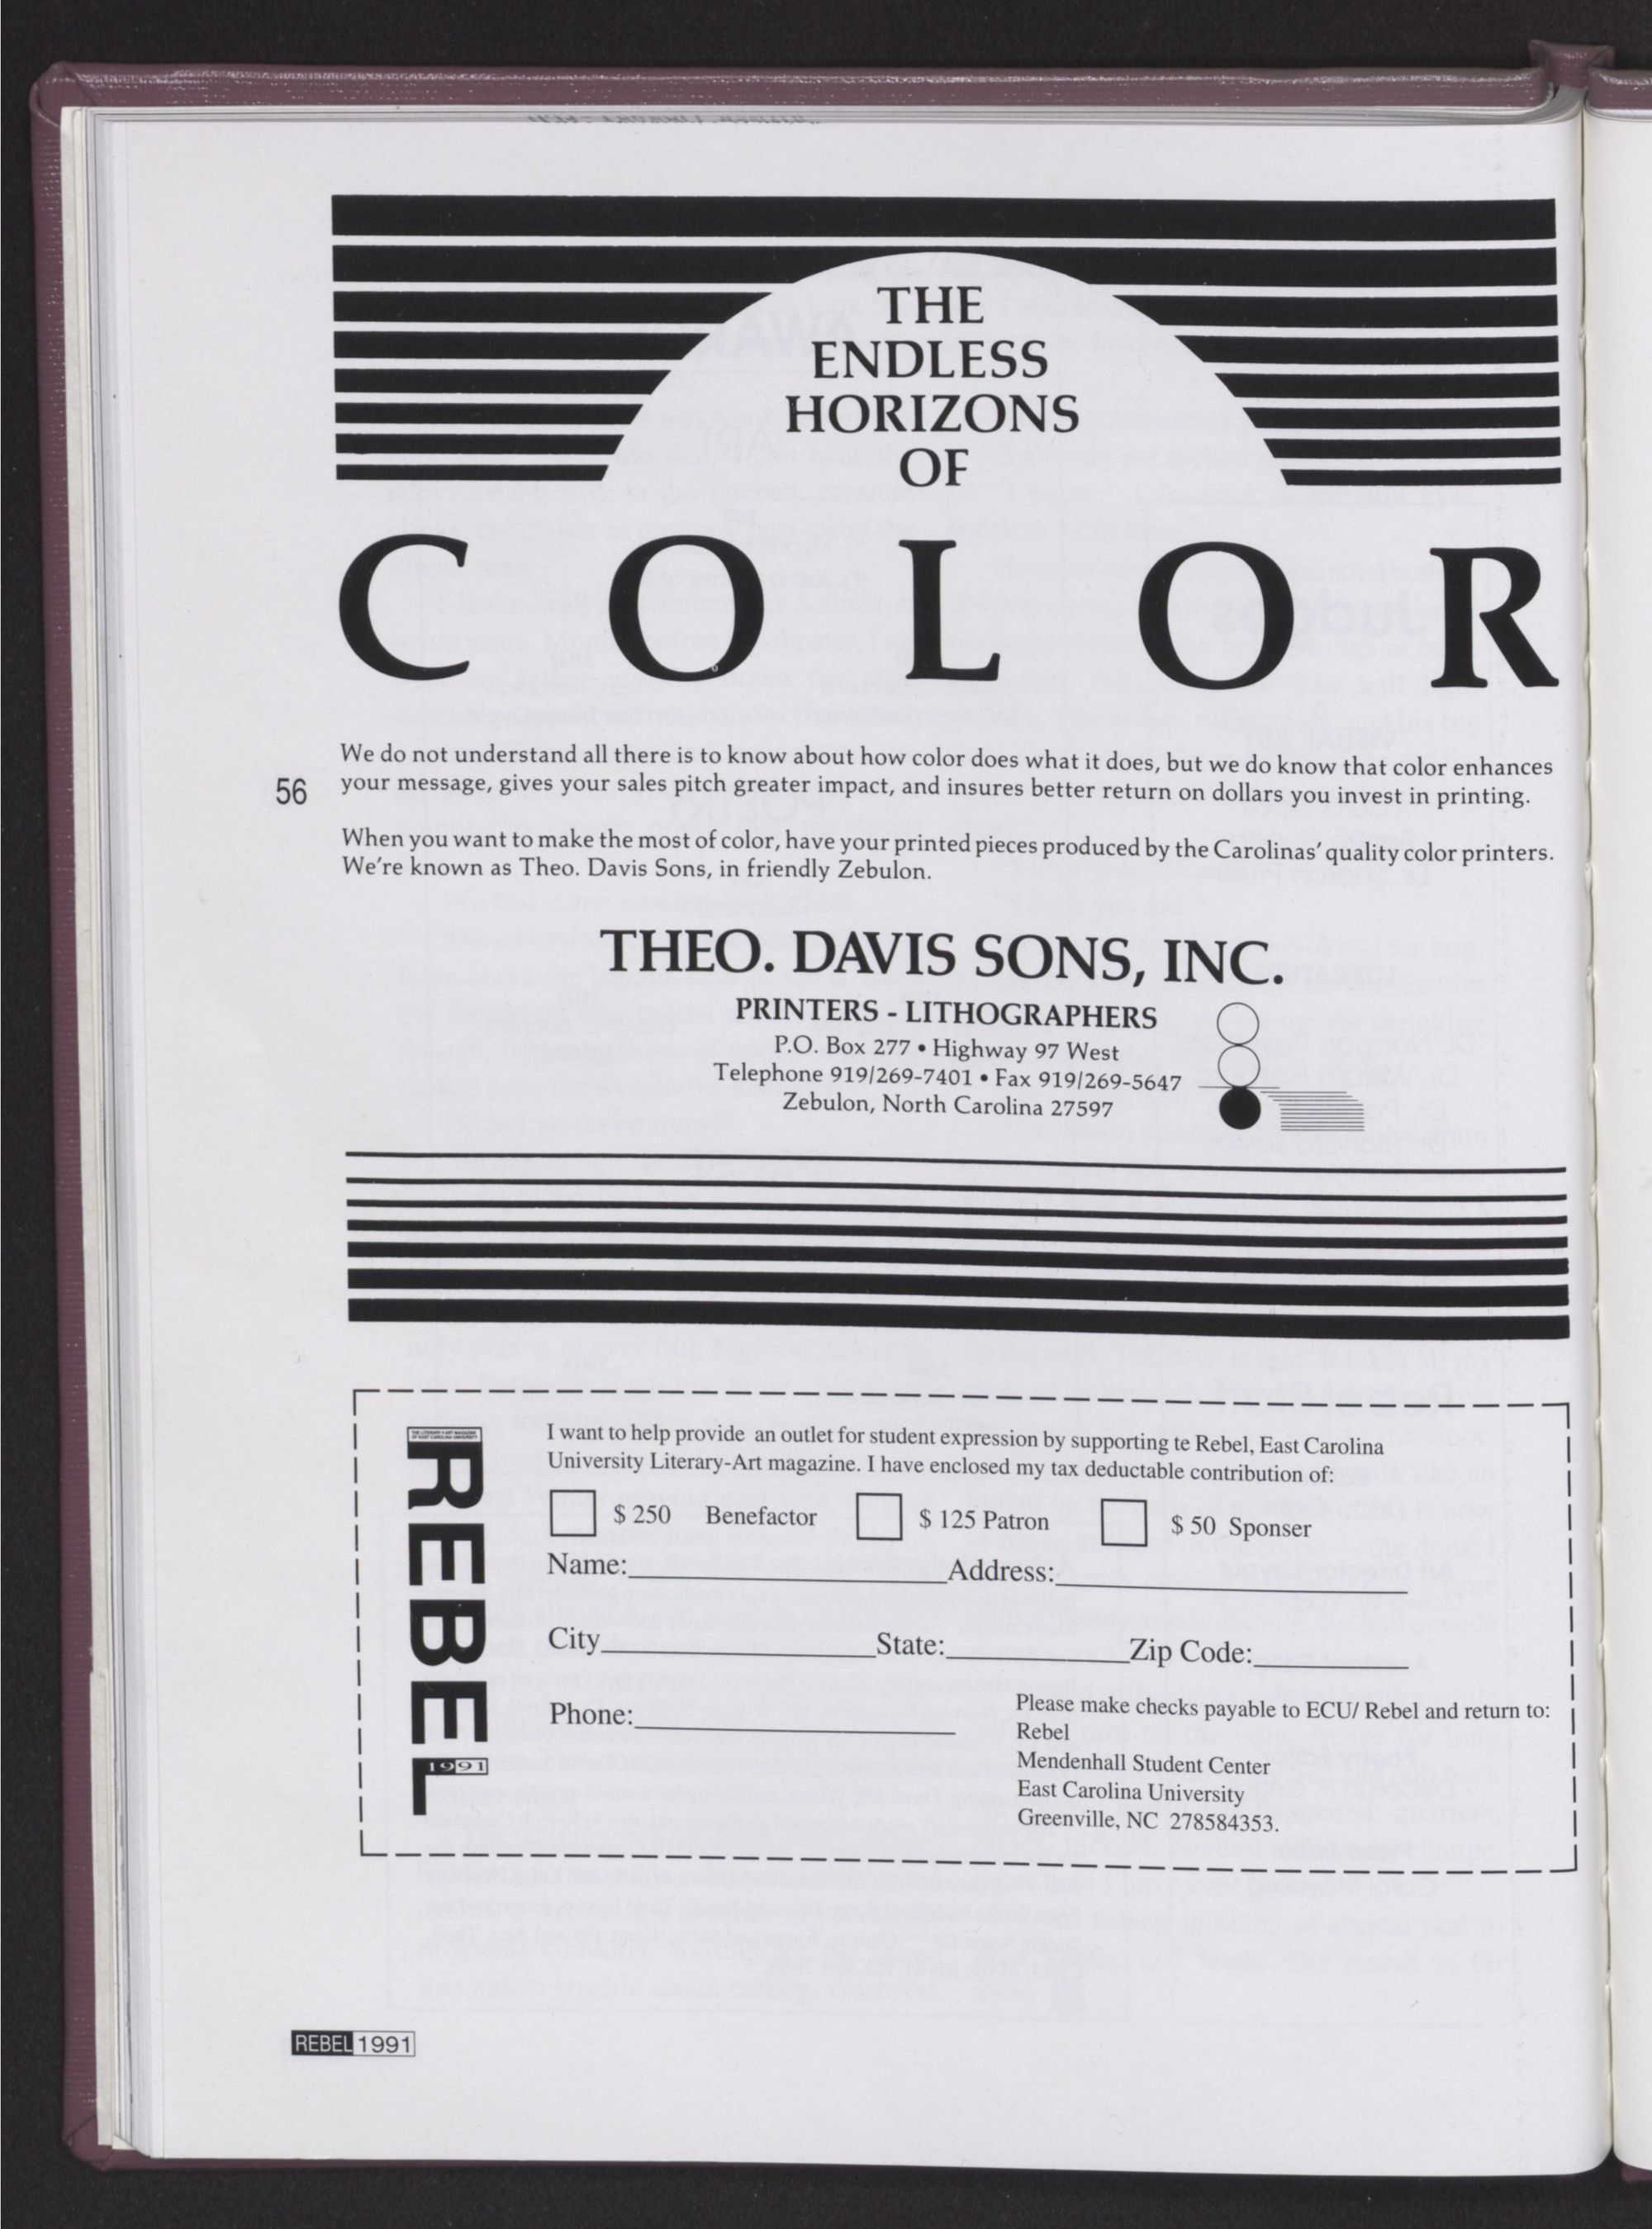 THE
ENDLESS
HORIZONS
OF
COLOR
We do not understand all there is to know about how color does what it does, but we do know that color enhances
56
your message, gives your sales pitch greater impact, and insures better return on dollars you invest in printing.
When you want to make the most of color, have your printed pieces produced by the Carolinas' quality color printers.
We're known as Theo. Davis Sons, in friendly Zebulon.
THEO. DAVIS SONS, INC.
PRINTERS - LITHOGRAPHERS
P.O. Box 277 • Highway 97 West
Telephone 919/269-7401 • Fax 919/269-5647
Zebulon, North Carolina 27597
THE LITERARY & ART MAGAZINE
OF EAST CAROLINA UNIVERSITY
REBEL
1991
I want to help provide an outlet for student expression by supporting te Rebel, East Carolina
University Literary-Art magazine. I have enclosed my tax deductable contribution of:
$ 250 Benefactor $ 125 Patron $ 50 Sponser
Name: Address:
City State: Zip Code:
Phone:
Please make checks payable to ECU/ Rebel and return to:
Rebel
Mendenhall Student Center
East Carolina University
Greenville, NC 278584353.
REBEL 1991